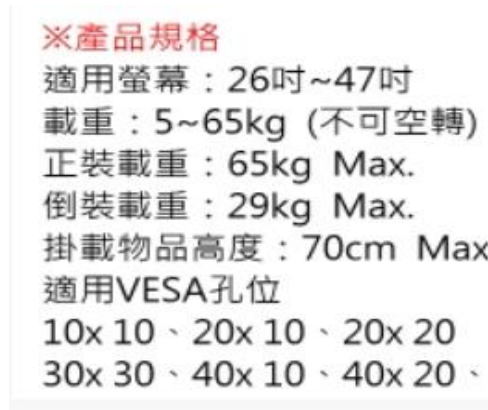 ※產品規格
適用螢幕：26吋~47吋
載重：5~65kg (不可空轉)
正裝載重：65kg Max.
倒裝載重：29kg Max.
掛載物品高度：70cm Max
適用VESA孔位
10x 10、20x 10、20x 20
30x 30、40x 10、40x 20、